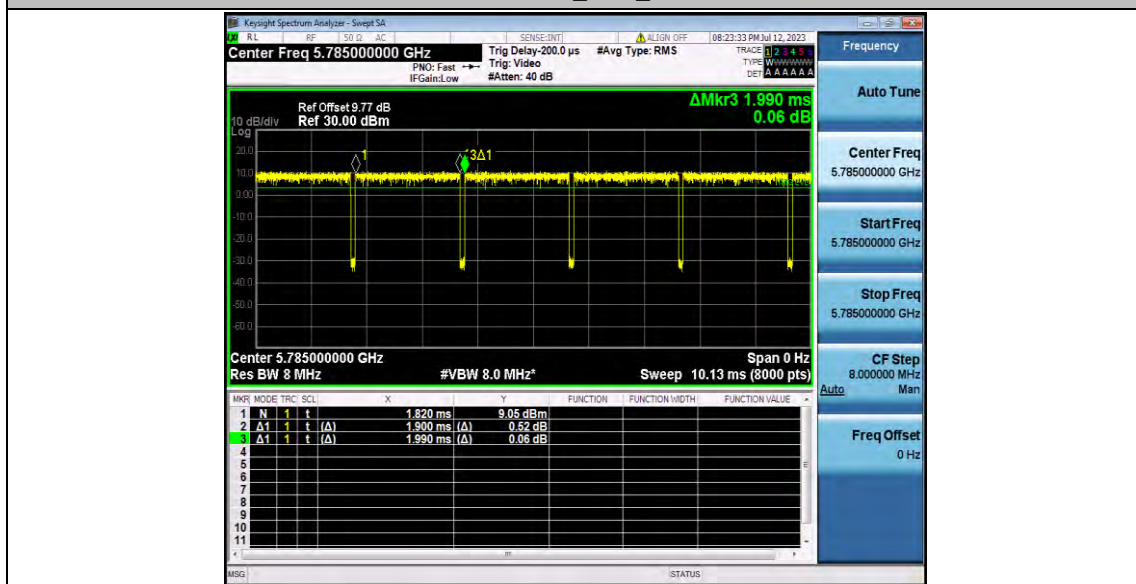 Keysight Spectrum Analyzer - Swept SA
RL RF 50 Ω AC SENSE:INT ALIGN OFF 08:23:33 PM Jul 12, 2023
Center Freq 5.785000000 GHz
Trig Delay-200.0 µs #Avg Type: RMS
PNO: Fast Trig: Video
IFGain:Low #Atten: 40 dB
TRACE 1 2 3 4 5 6
TYPE WWWWWW
DET A A A A A A
ΔMkr3 1.990 ms
0.06 dB
Ref Offset 9.77 dB
10 dB/div Ref 30.00 dBm
Log
20.0
10.0
0.00
-10.0
-20.0
-30.0
-40.0
-50.0
-60.0
1
3Δ1
Center 5.785000000 GHz Span 0 Hz
Res BW 8 MHz #VBW 8.0 MHz* Sweep 10.13 ms (8000 pts)
MKR MODE TRC SCL X Y FUNCTION FUNCTION WIDTH FUNCTION VALUE
1 N 1 t 1.820 ms 9.05 dBm
2 Δ1 1 t (Δ) 1.900 ms (Δ) 0.52 dB
3 Δ1 1 t (Δ) 1.990 ms (Δ) 0.06 dB
4
5
6
7
8
9
10
11
MSG STATUS
Frequency
Auto Tune
Center Freq
5.785000000 GHz
Start Freq
5.785000000 GHz
Stop Freq
5.785000000 GHz
CF Step
8.000000 MHz
Auto Man
Freq Offset
0 Hz